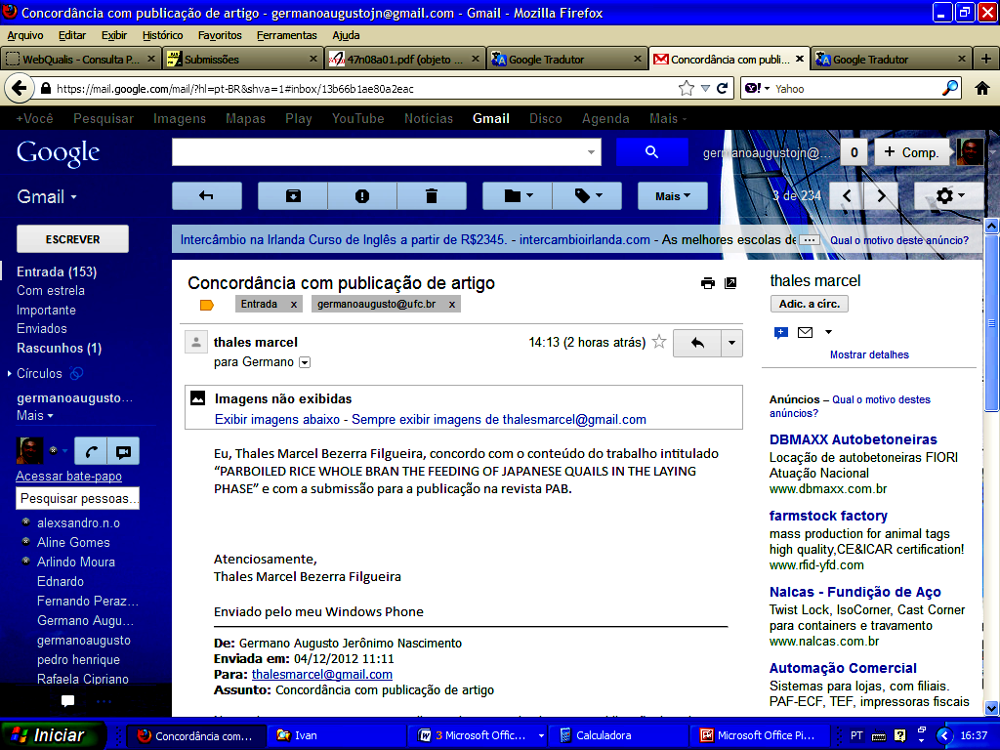 Concordância com publicação de artigo - germanoaugustojn@gmail.com - Gmail - Mozilla Firefox
Arquivo Editar Exibir Histórico Favoritos Ferramentas Ajuda
WebQualis - Consulta P... Submissões 47n08a01.pdf (objeto ... Google Tradutor Concordância com publi... Google Tradutor
https://mail.google.com/mail/?hl=pt-BR&shva=1#inbox/13b66b1ae80a2eac Yahoo
+Você Pesquisar Imagens Mapas Play YouTube Notícias Gmail Disco Agenda Mais
Google germanoaugustojn@... 0 + Comp.
Gmail Mais 3 de 234
ESCREVER
Intercâmbio na Irlanda Curso de Inglês a partir de R$2345. - intercambioirlanda.com - As melhores escolas de ... Qual o motivo deste anúncio?
Entrada (153)
Com estrela
Importante
Enviados
Rascunhos (1)
Círculos
germanoaugusto...
Mais
Acessar bate-papo
Pesquisar pessoas...
alexsandro.n.o
Aline Gomes
Arlindo Moura
Ednardo
Fernando Peraz...
Germano Augu...
germanoaugusto
pedro henrique
Rafaela Cipriano
Concordância com publicação de artigo
Entrada x germanoaugusto@ufc.br x
thales marcel 14:13 (2 horas atrás)
para Germano
Imagens não exibidas
Exibir imagens abaixo - Sempre exibir imagens de thalesmarcel@gmail.com
Eu, Thales Marcel Bezerra Filgueira, concordo com o conteúdo do trabalho intitulado
“PARBOILED RICE WHOLE BRAN THE FEEDING OF JAPANESE QUAILS IN THE LAYING
PHASE” e com a submissão para a publicação na revista PAB.
Atenciosamente,
Thales Marcel Bezerra Filgueira
Enviado pelo meu Windows Phone
De: Germano Augusto Jerônimo Nascimento
Enviada em: 04/12/2012 11:11
Para: thalesmarcel@gmail.com
Assunto: Concordância com publicação de artigo
thales marcel
Adic. a circ.
Mostrar detalhes
Anúncios – Qual o motivo destes
anúncios?
DBMAXX Autobetoneiras
Locação de autobetoneiras FIORI
Atuação Nacional
www.dbmaxx.com.br
farmstock factory
mass production for animal tags
high quality,CE&ICAR certification!
www.rfid-yfd.com
Nalcas - Fundição de Aço
Twist Lock, IsoCorner, Cast Corner
para containers e travamento
www.nalcas.com.br
Automação Comercial
Sistemas para lojas, com filiais.
PAF-ECF, TEF, impressoras fiscais
Iniciar Concordância com... Ivan 3 Microsoft Offic... Calculadora Microsoft Office Pi... PT 16:37